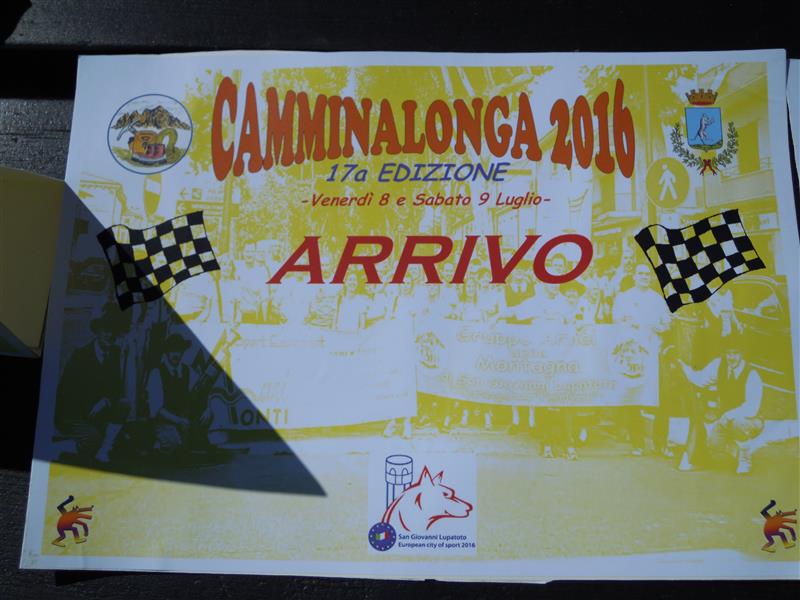 CAMMINALONGA 2016
17a EDIZIONE
-Venerdì 8 e Sabato 9 Luglio-
ARRIVO
Montagna
ONTI
San Giovanni Lupatoto
European city of sport 2016